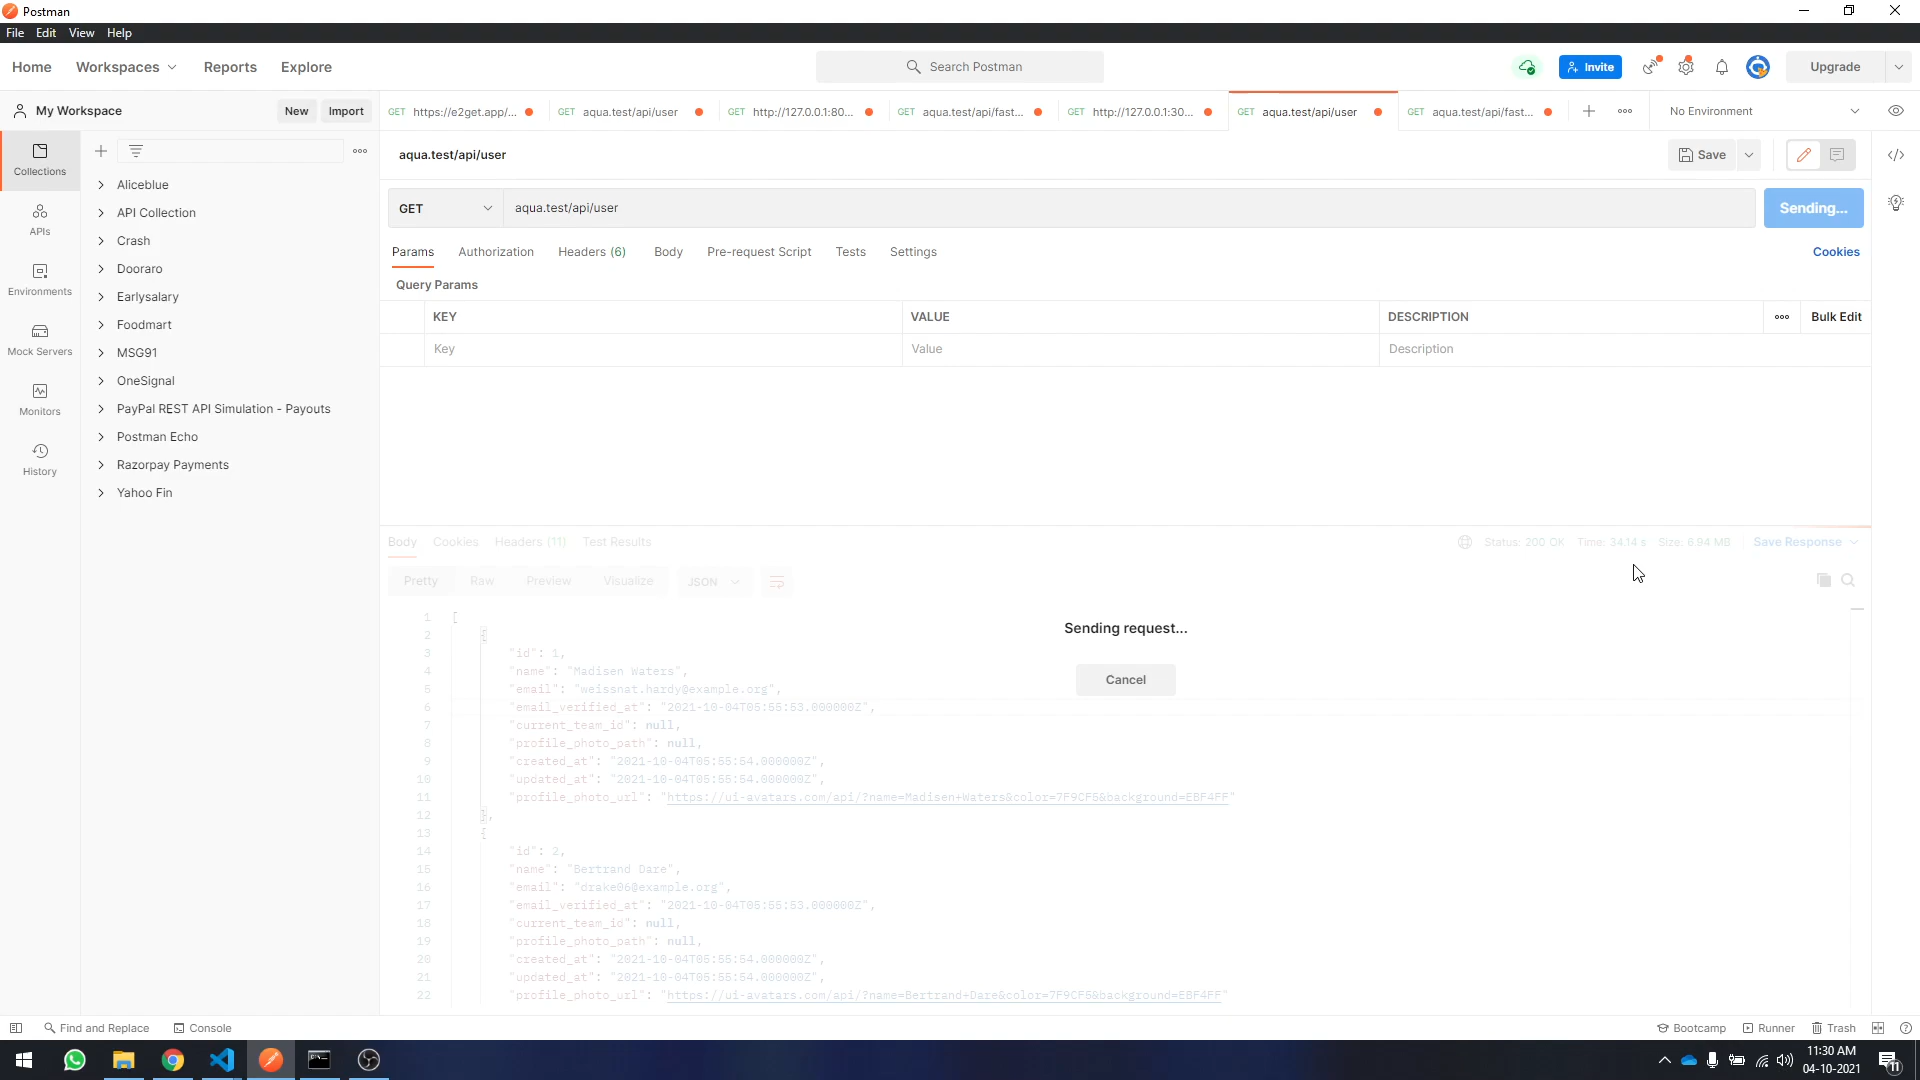 Postman
File Edit View Help
Home Workspaces Reports Explore
Search Postman
Invite
Upgrade
My Workspace
New Import
GET https://e2get.app/...
GET aqua.test/api/user
GET http://127.0.0.1:80...
GET aqua.test/api/fast...
GET http://127.0.0.1:30...
GET aqua.test/api/user
GET aqua.test/api/fast...
No Environment
Collections
APIs
Environments
Mock Servers
Monitors
History
Aliceblue
API Collection
Crash
Dooraro
Earlysalary
Foodmart
MSG91
OneSignal
PayPal REST API Simulation - Payouts
Postman Echo
Razorpay Payments
Yahoo Fin
aqua.test/api/user
Save
GET aqua.test/api/user
Sending...
Params Authorization Headers (6) Body Pre-request Script Tests Settings Cookies
Query Params
KEY VALUE DESCRIPTION Bulk Edit
Key Value Description
Body Cookies Headers (11) Test Results
Status: 200 OK Time: 34.14 s Size: 6.94 MB Save Response
Pretty Raw Preview Visualize JSON
Sending request...
Cancel
1 [
2 {
3 "id": 1,
4 "name": "Madisen Waters",
5 "email": "weissnat.hardy@example.org",
6 "email_verified_at": "2021-10-04T05:55:53.000000Z",
7 "current_team_id": null,
8 "profile_photo_path": null,
9 "created_at": "2021-10-04T05:55:54.000000Z",
10 "updated_at": "2021-10-04T05:55:54.000000Z",
11 "profile_photo_url": "https://ui-avatars.com/api/?name=Madisen+Waters&color=7F9CF5&background=EBF4FF"
12 },
13 {
14 "id": 2,
15 "name": "Bertrand Dare",
16 "email": "drake06@example.org",
17 "email_verified_at": "2021-10-04T05:55:53.000000Z",
18 "current_team_id": null,
19 "profile_photo_path": null,
20 "created_at": "2021-10-04T05:55:54.000000Z",
21 "updated_at": "2021-10-04T05:55:54.000000Z",
22 "profile_photo_url": "https://ui-avatars.com/api/?name=Bertrand+Dare&color=7F9CF5&background=EBF4FF"
Find and Replace Console
Bootcamp Runner Trash
11:30 AM
04-10-2021
11